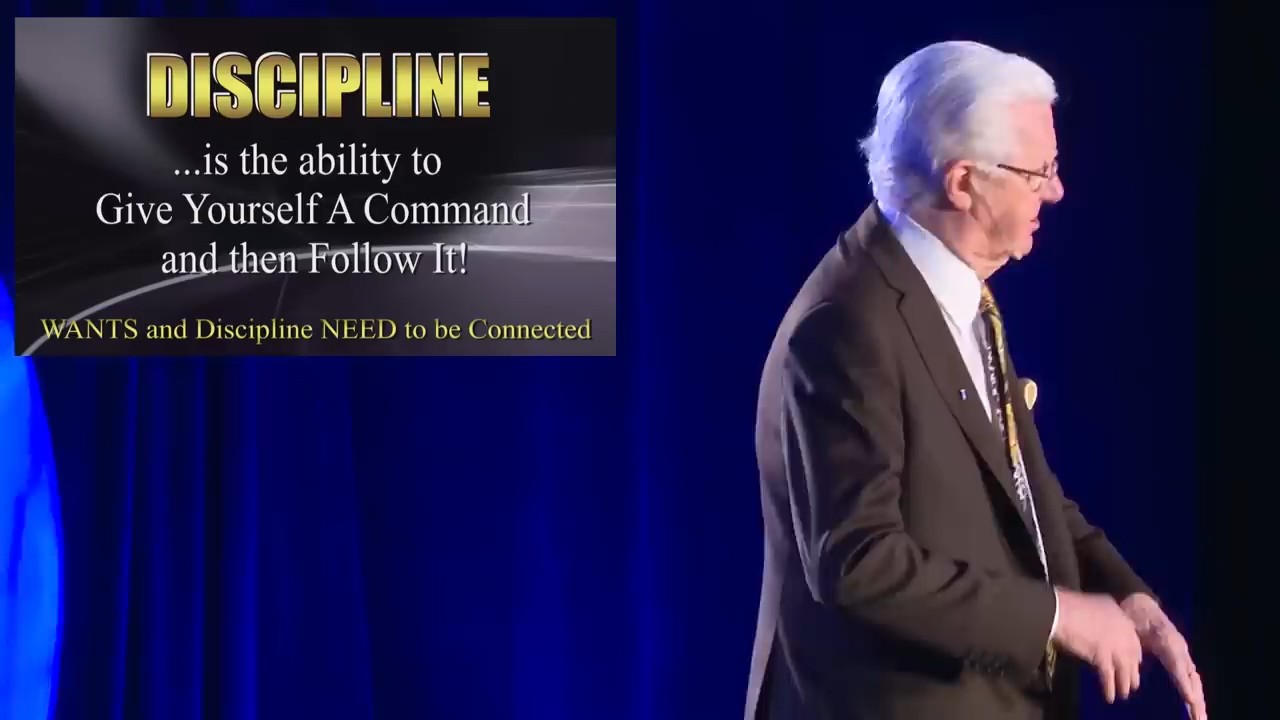 DISCIPLINE
...is the ability to
Give Yourself A Command
and then Follow It!
WANTS and Discipline NEED to be Connected